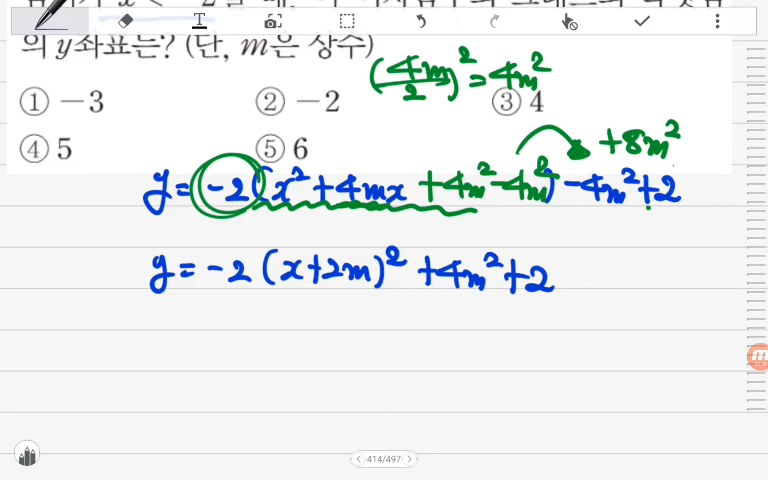 의 y좌표는? (단, m은 상수)
① −3 ② −2 ③ 4
④ 5 ⑤ 6
(4m/2)² = 4m²
+8m²
y = −2(x² + 4mx + 4m² − 4m²) − 4m² + 2
y = −2(x + 2m)² + 4m² + 2
414/497